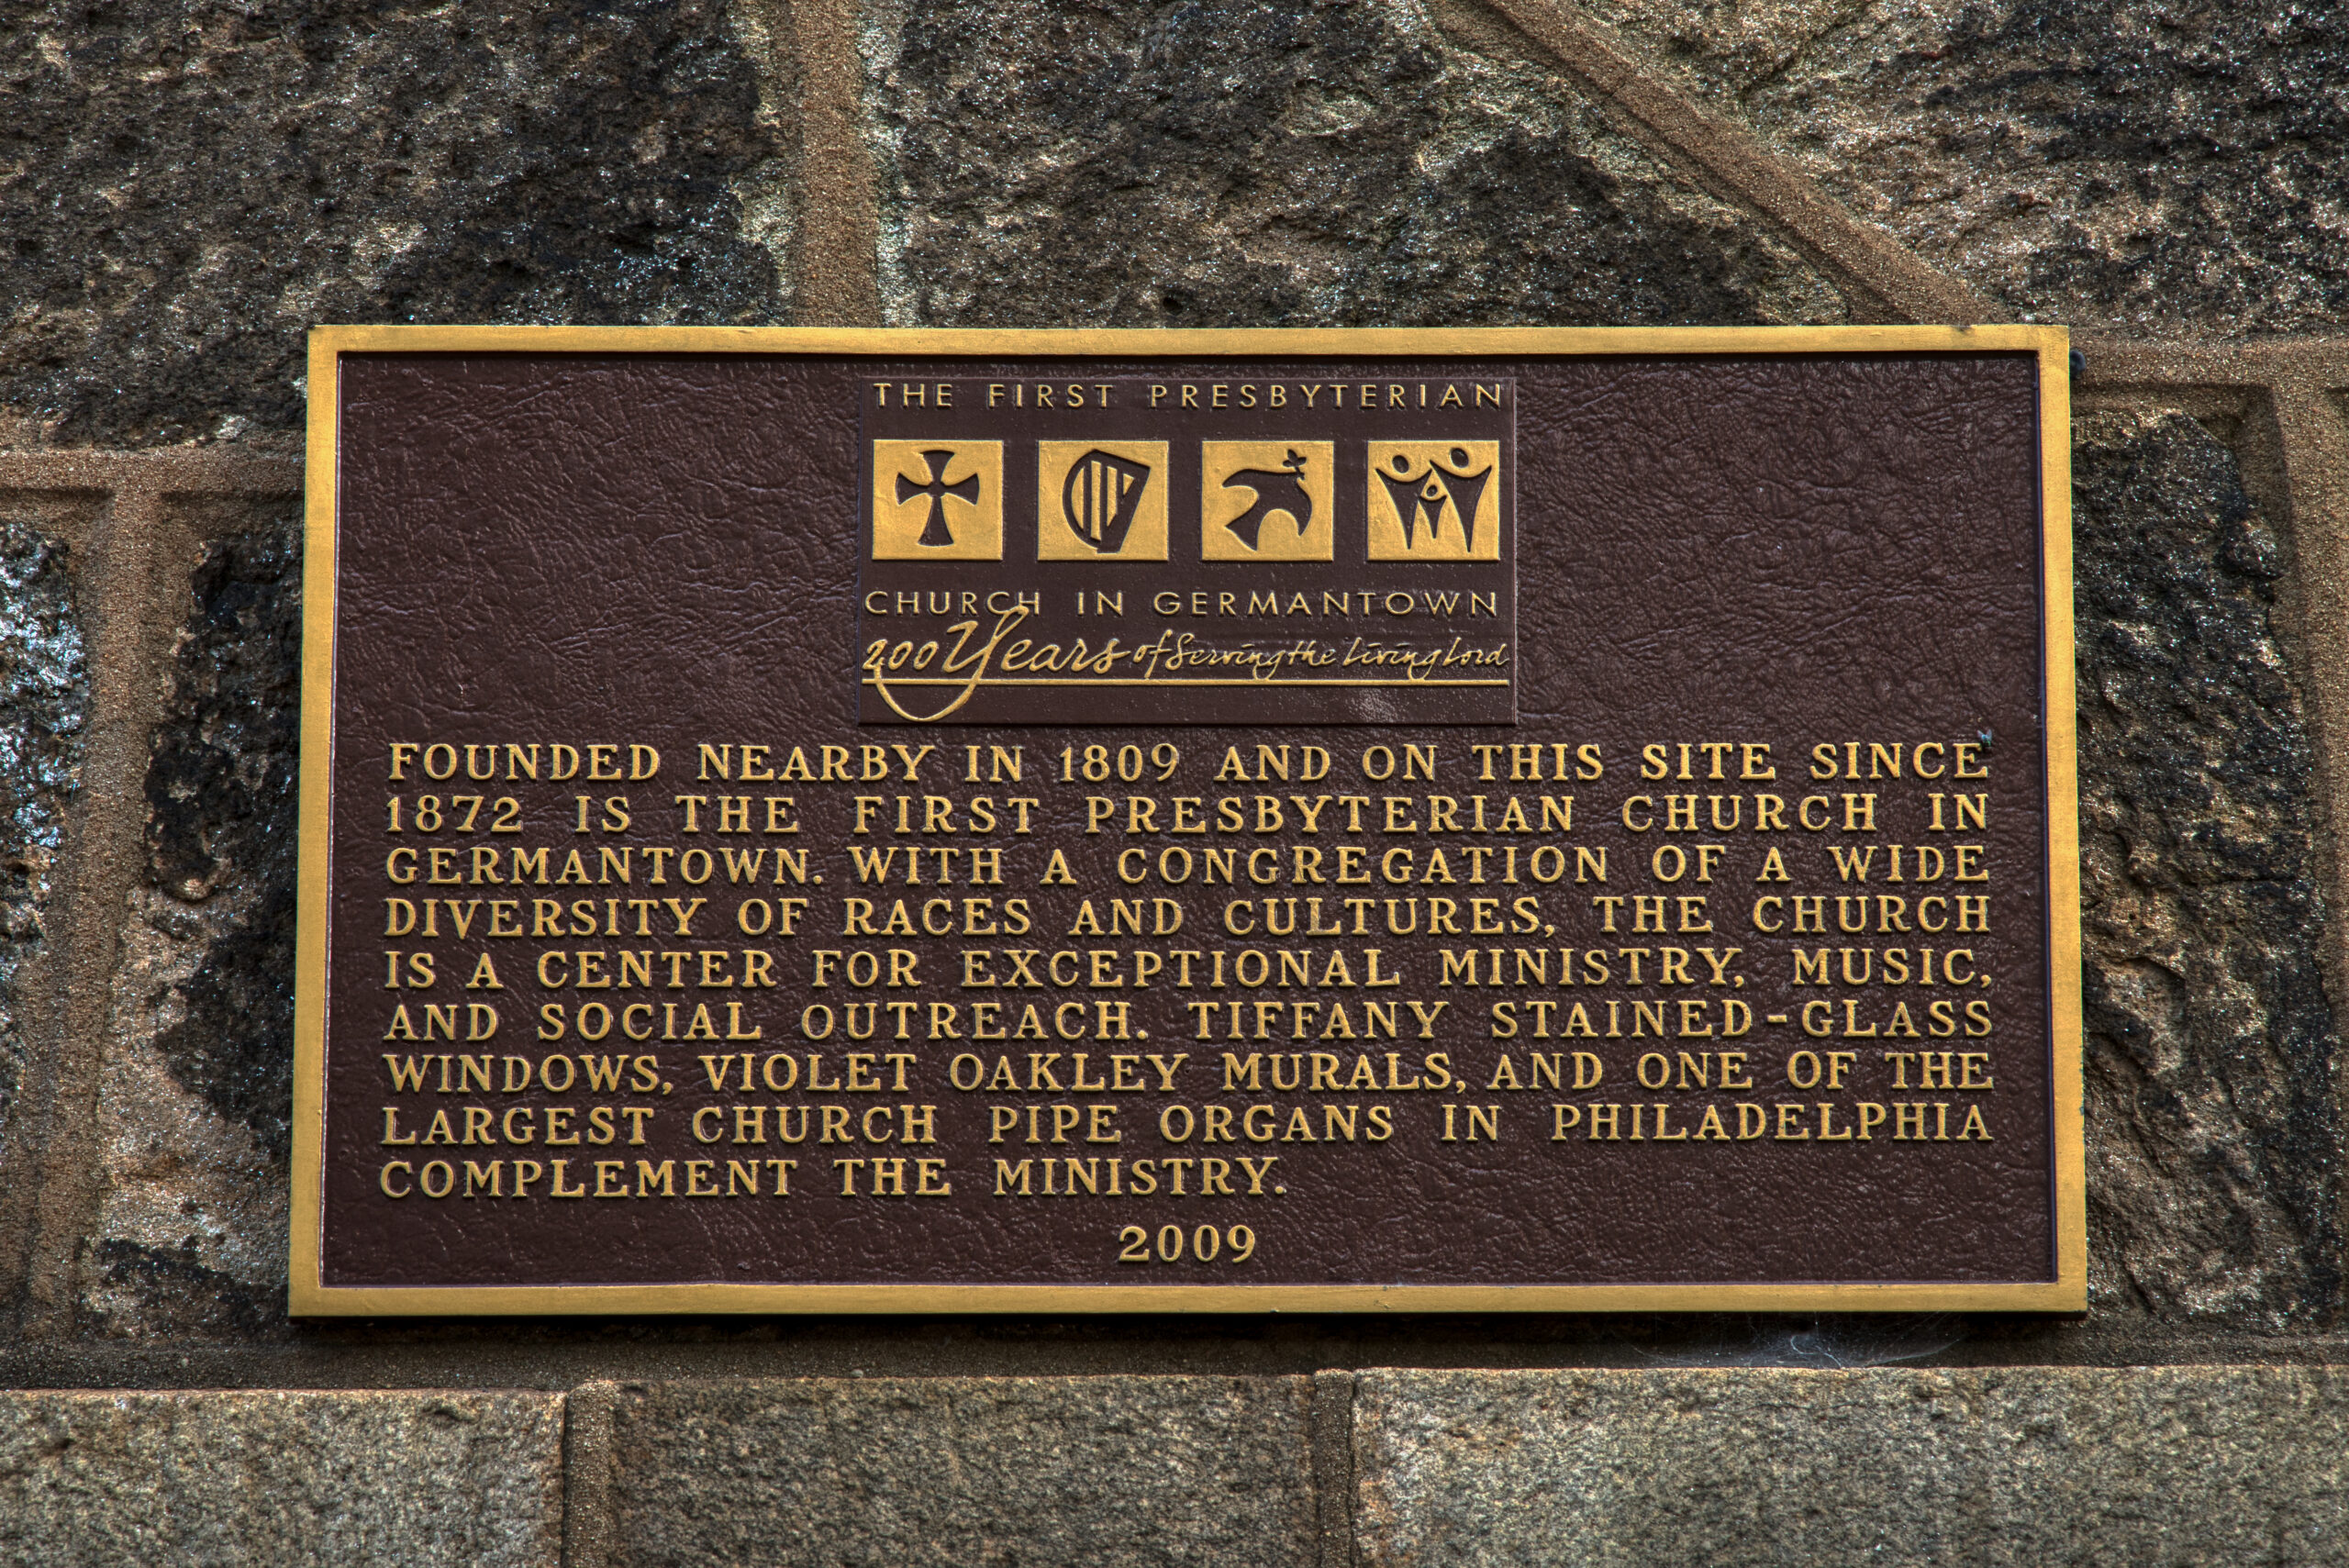 THE FIRST PRESBYTERIAN
CHURCH IN GERMANTOWN
200 Years of Serving the Living Lord
FOUNDED NEARBY IN 1809 AND ON THIS SITE SINCE
1872 IS THE FIRST PRESBYTERIAN CHURCH IN
GERMANTOWN. WITH A CONGREGATION OF A WIDE
DIVERSITY OF RACES AND CULTURES, THE CHURCH
IS A CENTER FOR EXCEPTIONAL MINISTRY, MUSIC,
AND SOCIAL OUTREACH. TIFFANY STAINED-GLASS
WINDOWS, VIOLET OAKLEY MURALS, AND ONE OF THE
LARGEST CHURCH PIPE ORGANS IN PHILADELPHIA
COMPLEMENT THE MINISTRY.
2009